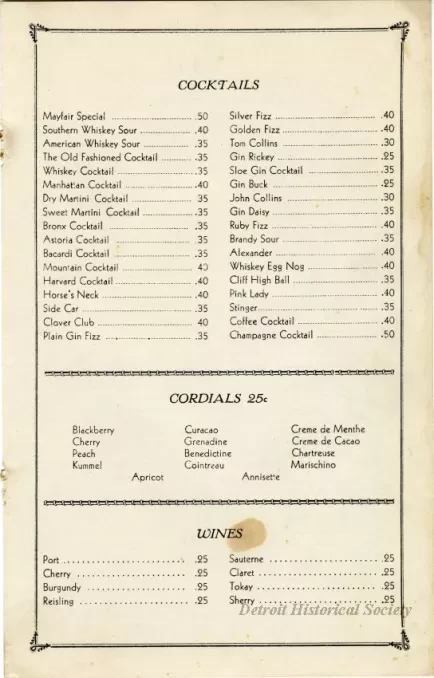 COCKTAILS
Mayfair Special .50
Southern Whiskey Sour .40
American Whiskey Sour .35
The Old Fashioned Cocktail .35
Whiskey Cocktail .35
Manhattan Cocktail .40
Dry Martini Cocktail .35
Sweet Martini Cocktail .35
Bronx Cocktail .35
Astoria Cocktail .35
Bacardi Cocktail .35
Mountain Cocktail 40
Harvard Cocktail .40
Horse's Neck .40
Side Car .35
Clover Club 40
Plain Gin Fizz .35
Silver Fizz .40
Golden Fizz .40
Tom Collins .30
Gin Rickey .25
Sloe Gin Cocktail .35
Gin Buck .25
John Collins .30
Gin Daisy .35
Ruby Fizz .40
Brandy Sour .35
Alexander .40
Whiskey Egg Nog .40
Cliff High Ball .35
Pink Lady .40
Stinger .35
Coffee Cocktail .40
Champagne Cocktail .50
CORDIALS 25c
Blackberry Curacao Creme de Menthe
Cherry Grenadine Creme de Cacao
Peach Benedictine Chartreuse
Kummel Cointreau Marischino
Apricot Annisette
WINES
Port .25
Cherry .25
Burgundy .25
Reisling .25
Sauterne .25
Claret .25
Tokay .25
Sherry .25
Detroit Historical Society